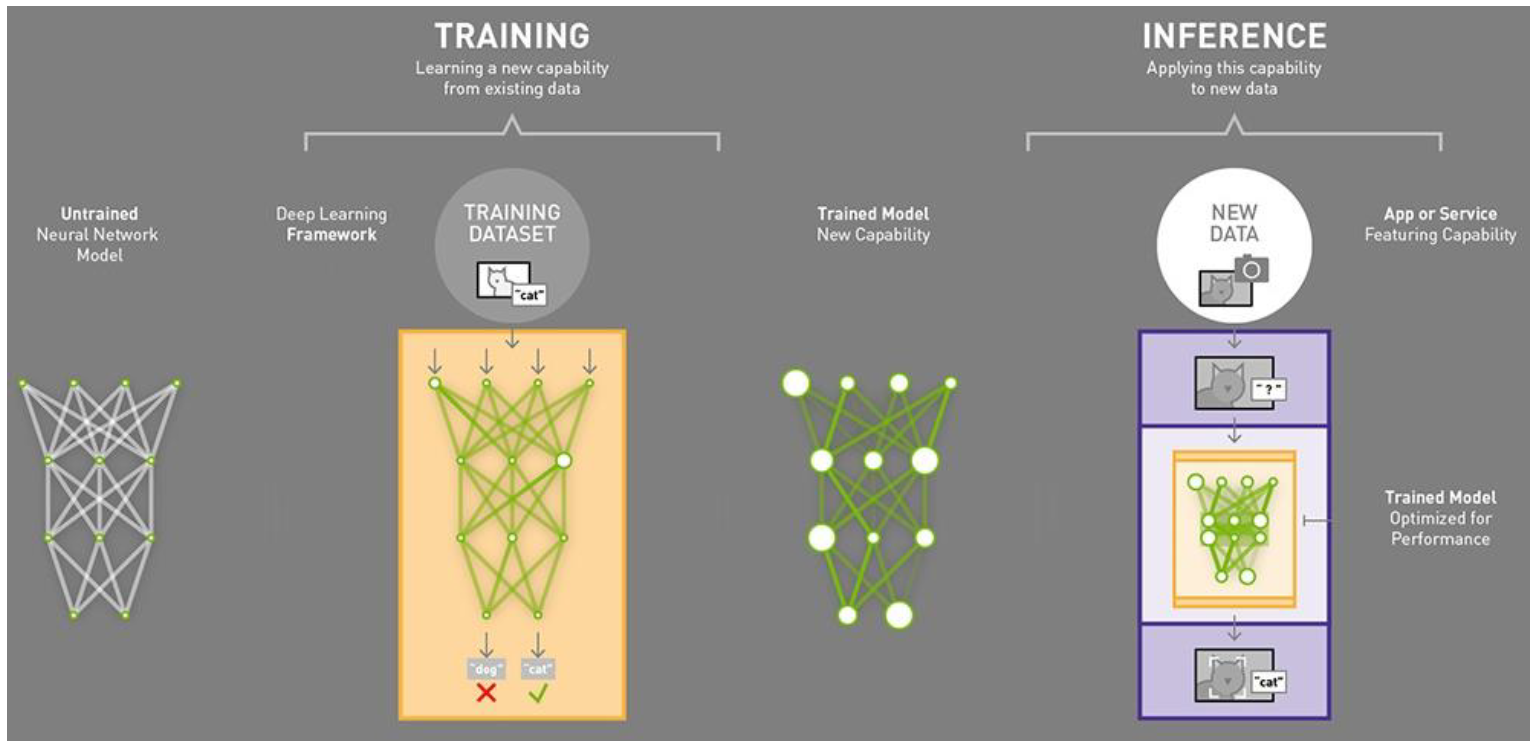 TRAINING
Learning a new capability
from existing data
INFERENCE
Applying this capability
to new data
Untrained
Neural Network
Model
Deep Learning
Framework
TRAINING
DATASET
"cat"
"dog"
"cat"
Trained Model
New Capability
NEW
DATA
App or Service
Featuring Capability
"?"
Trained Model
Optimized for
Performance
"cat"